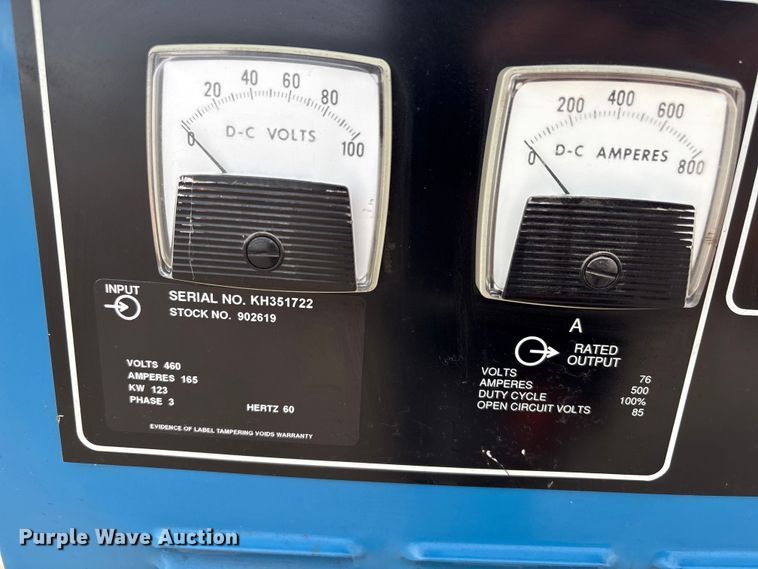 0 20 40 60 80 100
D-C VOLTS
0 200 400 600 800
D-C AMPERES
INPUT
SERIAL NO. KH351722
STOCK NO. 902619
VOLTS 460
AMPERES 165
KW 123
PHASE 3 HERTZ 60
EVIDENCE OF LABEL TAMPERING VOIDS WARRANTY
A
RATED
OUTPUT
VOLTS 76
AMPERES 500
DUTY CYCLE 100%
OPEN CIRCUIT VOLTS 85
Purple Wave Auction